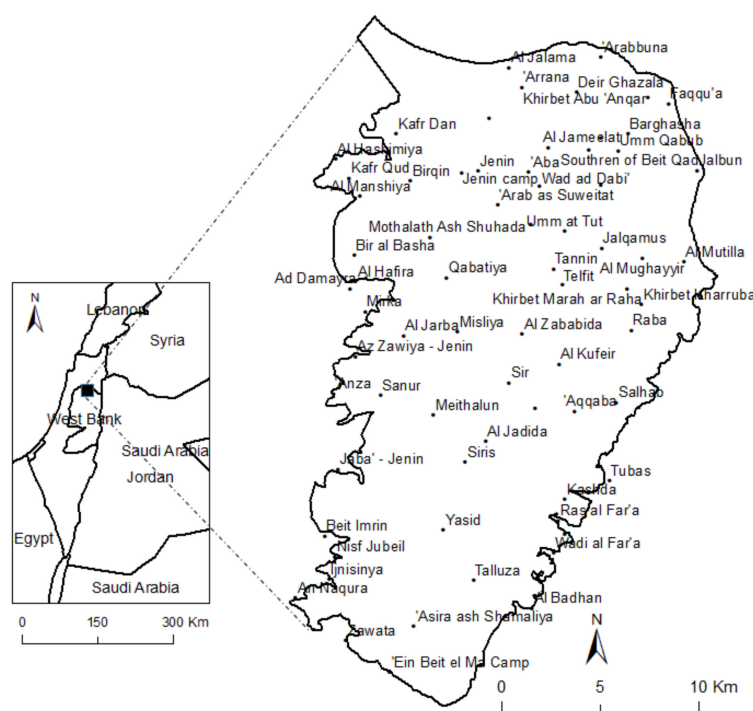 'Arabbuna
Al Jalama
'Arrana
Deir Ghazala
Khirbet Abu 'Anqar
Faqqu'a
Kafr Dan
Barghasha
Al Jameelat
Umm Qabub
Al Hashimiya
Kafr Qud
Birqin
Jenin
'Aba
Southren of Beit Qad
Jalbun
Jenin camp
Wad ad Dabi'
Al Manshiya
'Arab as Suweitat
Mothalath Ash Shuhada
Umm at Tut
Bir al Basha
Jalqamus
Al Mutilla
Tannin
Al Mughayyir
Ad Damayra
Al Hafira
Qabatiya
Telfit
Khirbet Marah ar Raha
Khirbet Kharruba
Mirka
Al Jarba
Misliya
Al Zababida
Raba
Az Zawiya - Jenin
Al Kufeir
Anza
Sanur
Sir
Salhab
'Aqqaba
Meithalun
Al Jadida
Siris
Jaba' - Jenin
Tubas
Kashda
Ras al Far'a
Beit Imrin
Yasid
Nisf Jubeil
Wadi al Far'a
Ijnisinya
Talluza
An Naqura
Al Badhan
'Asira ash Shamaliya
Zawata
'Ein Beit el Ma Camp
N
0 5 10 Km
N
Lebanon
Syria
West Bank
Saudi Arabia
Jordan
Egypt
Saudi Arabia
0 150 300 Km